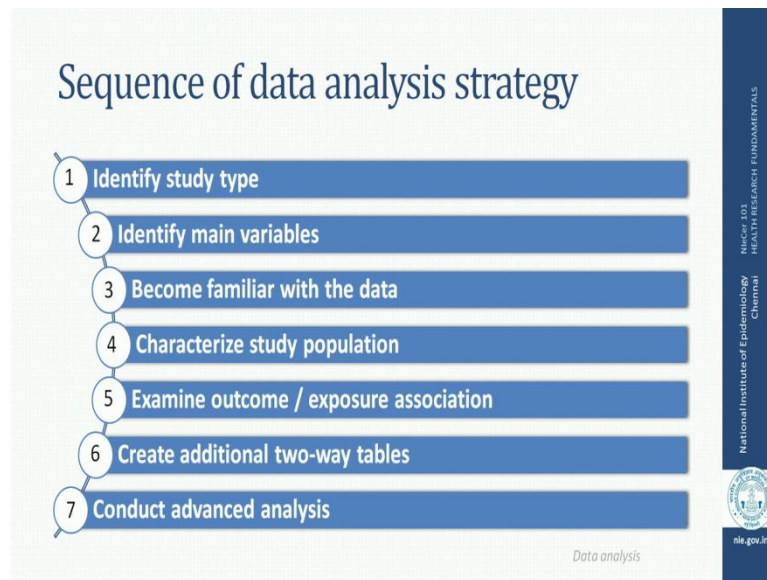 Sequence of data analysis strategy
1 Identify study type
2 Identify main variables
3 Become familiar with the data
4 Characterize study population
5 Examine outcome / exposure association
6 Create additional two-way tables
7 Conduct advanced analysis
Data analysis
NIeCer 101
HEALTH RESEARCH FUNDAMENTALS
National Institute of Epidemiology
Chennai
nie.gov.in